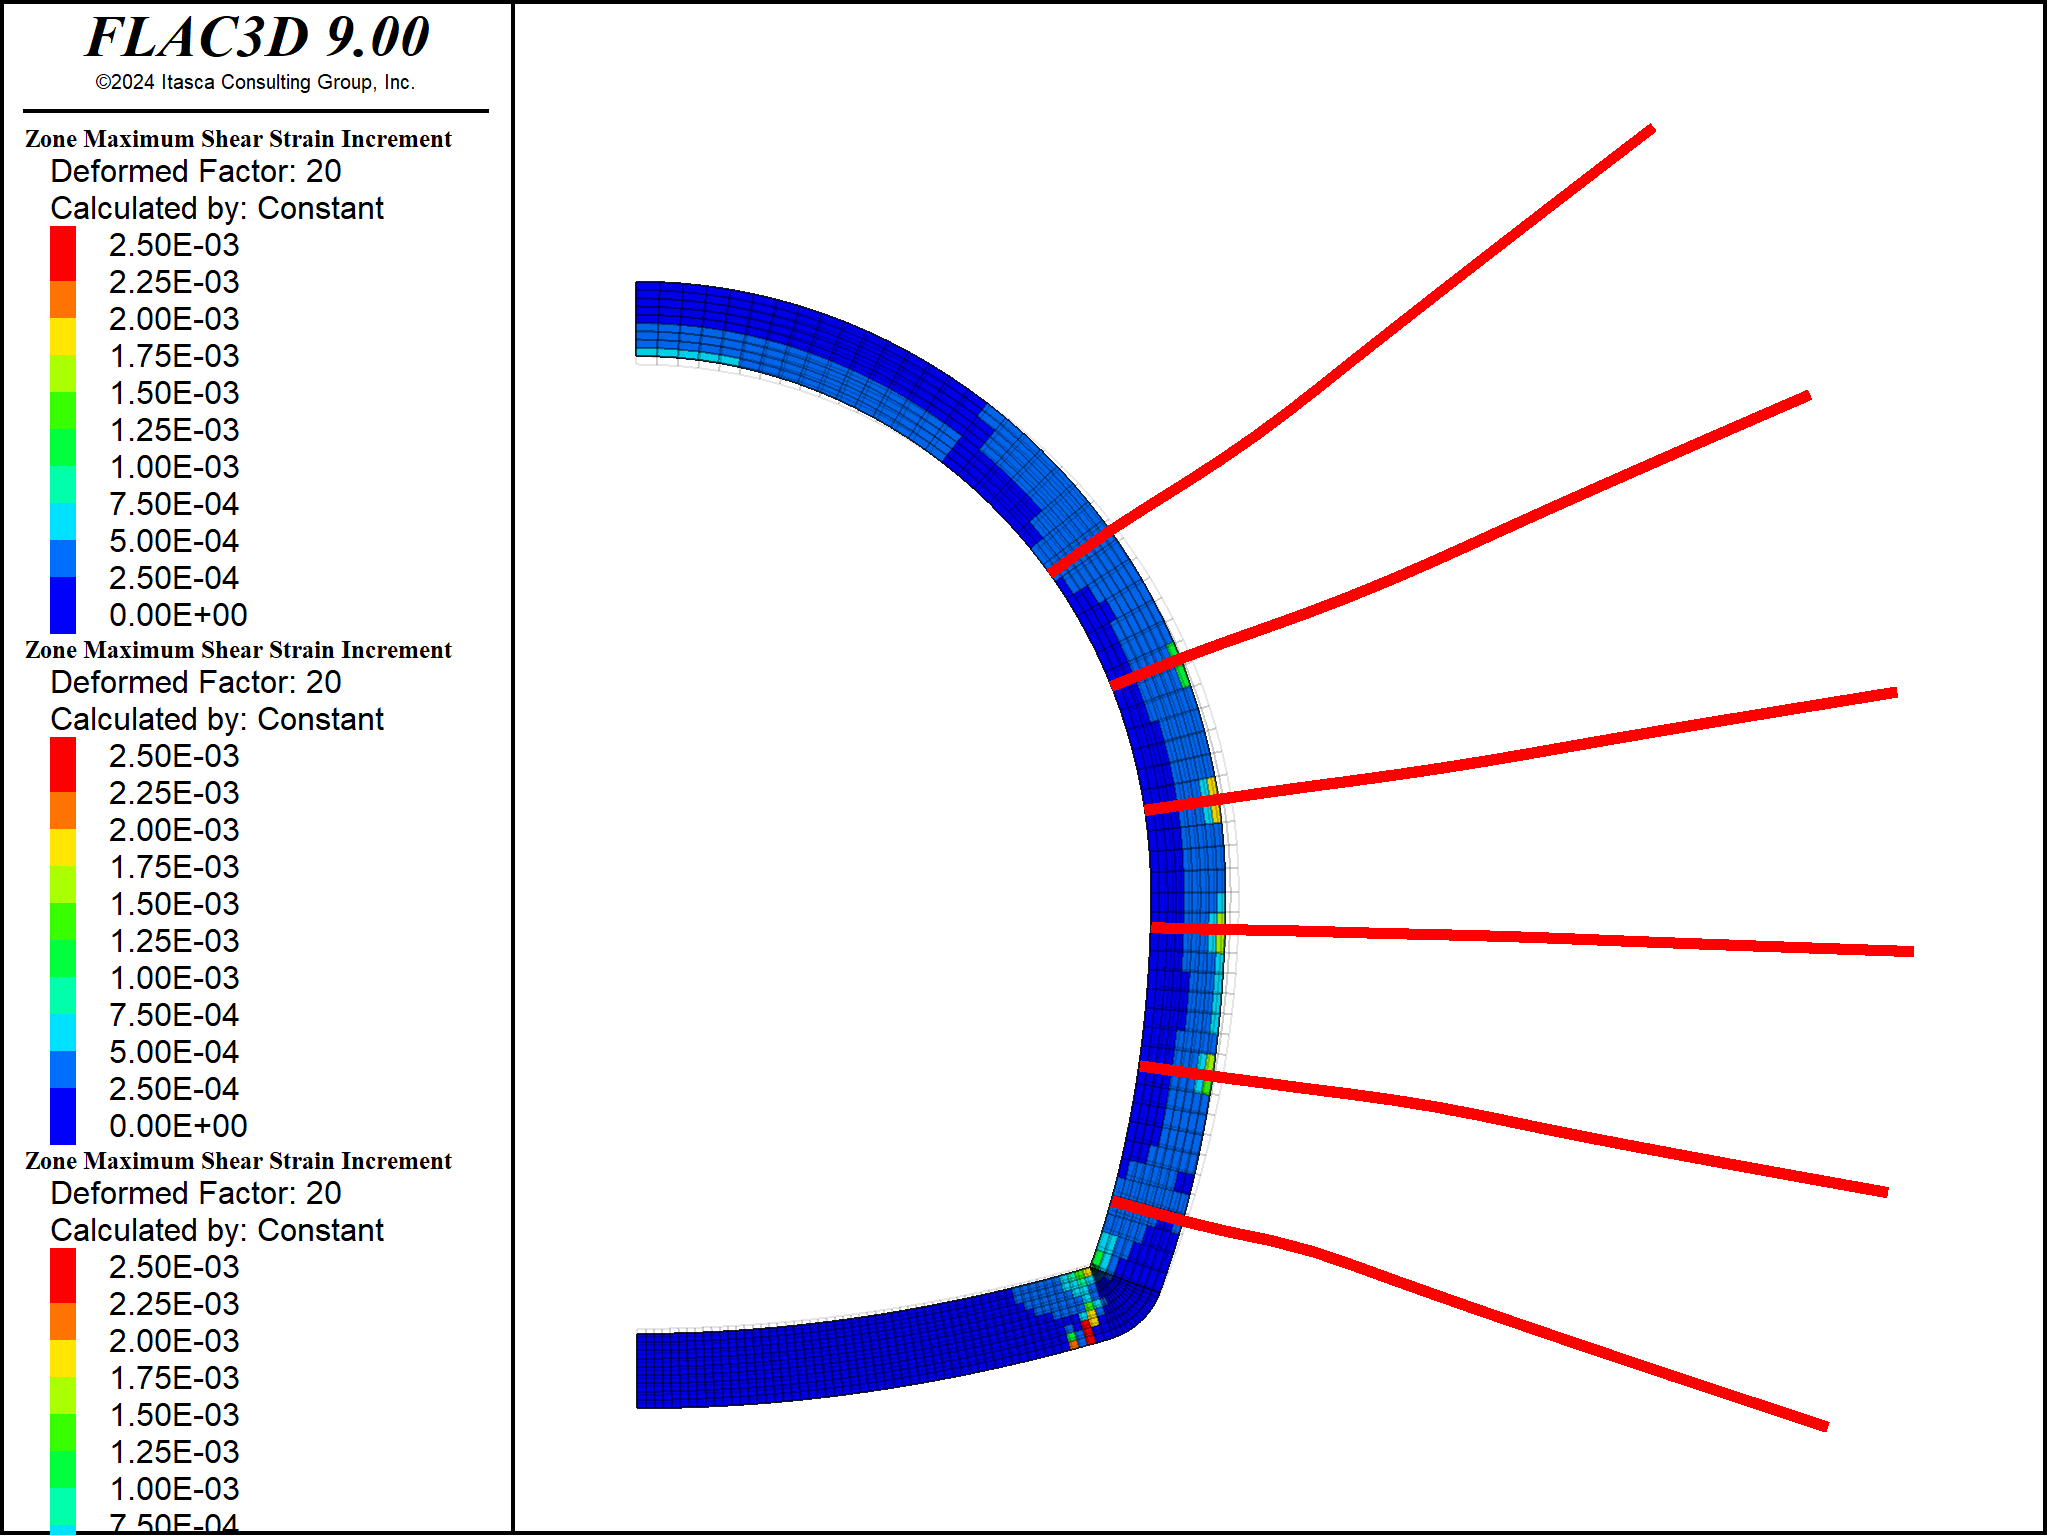 FLAC3D 9.00
©2024 Itasca Consulting Group, Inc.
Zone Maximum Shear Strain Increment
Deformed Factor: 20
Calculated by: Constant
2.50E-03
2.25E-03
2.00E-03
1.75E-03
1.50E-03
1.25E-03
1.00E-03
7.50E-04
5.00E-04
2.50E-04
0.00E+00
Zone Maximum Shear Strain Increment
Deformed Factor: 20
Calculated by: Constant
2.50E-03
2.25E-03
2.00E-03
1.75E-03
1.50E-03
1.25E-03
1.00E-03
7.50E-04
5.00E-04
2.50E-04
0.00E+00
Zone Maximum Shear Strain Increment
Deformed Factor: 20
Calculated by: Constant
2.50E-03
2.25E-03
2.00E-03
1.75E-03
1.50E-03
1.25E-03
1.00E-03
7.50E-04